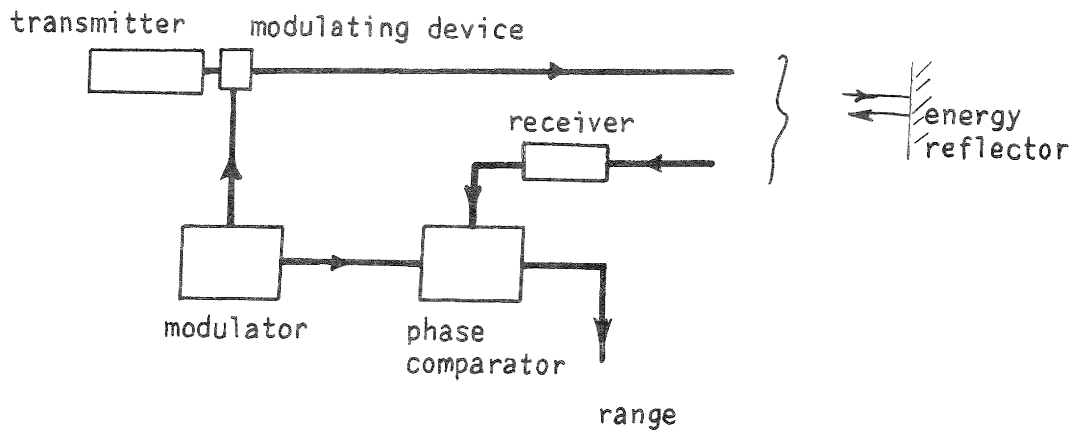 transmitter
modulating device
receiver
energy
reflector
modulator
phase
comparator
range